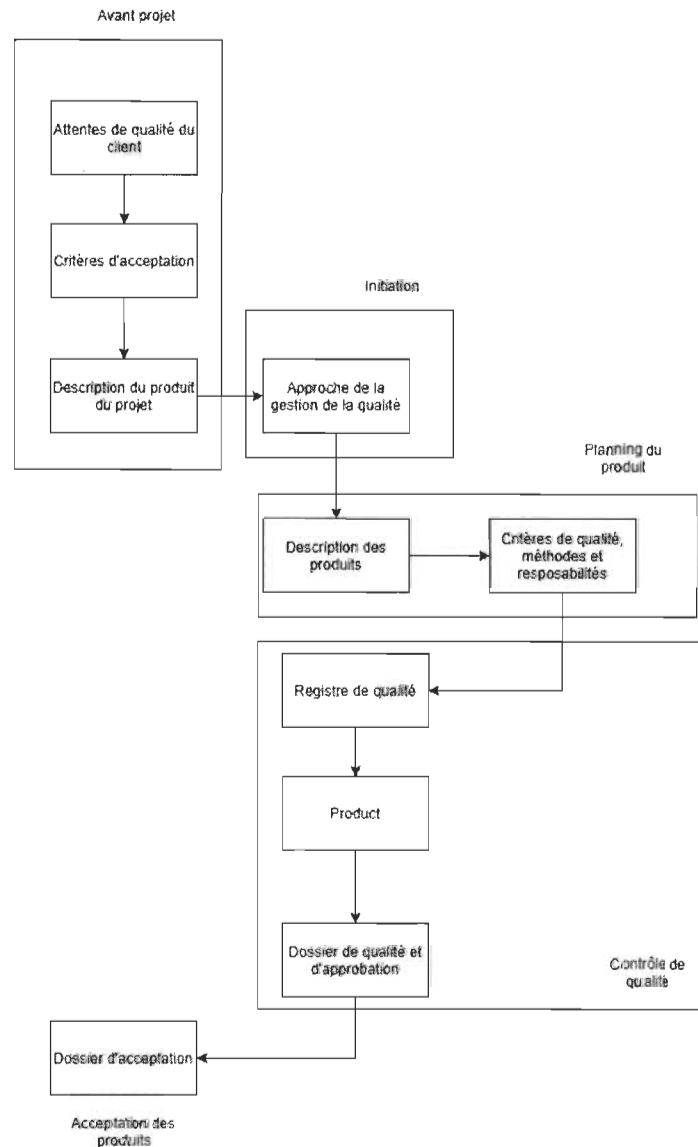 Avant projet
Attentes de qualité du
client
Critères d'acceptation
Description du produit
du projet
Initiation
Approche de la
gestion de la qualité
Planning du
produit
Description des
produits
Critères de qualité,
méthodes et
resposabilités
Registre de qualité
Product
Dossier de qualité et
d'approbation
Contrôle de
qualité
Dossier d'acceptation
Acceptation des
produits